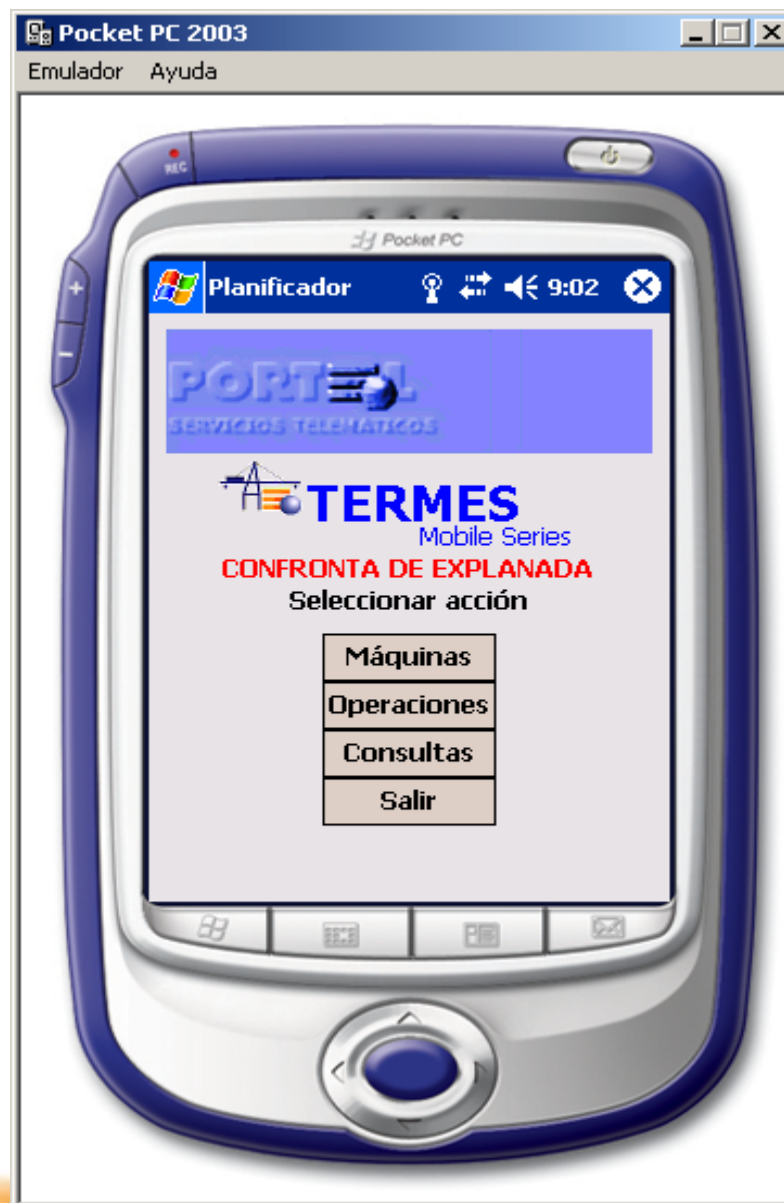 Pocket PC 2003
Emulador Ayuda
REC
Pocket PC
Planificador 9:02
PORTEL
SERVICIOS TELEMATICOS
TERMES
Mobile Series
CONFRONTA DE EXPLANADA
Seleccionar acción
Máquinas
Operaciones
Consultas
Salir